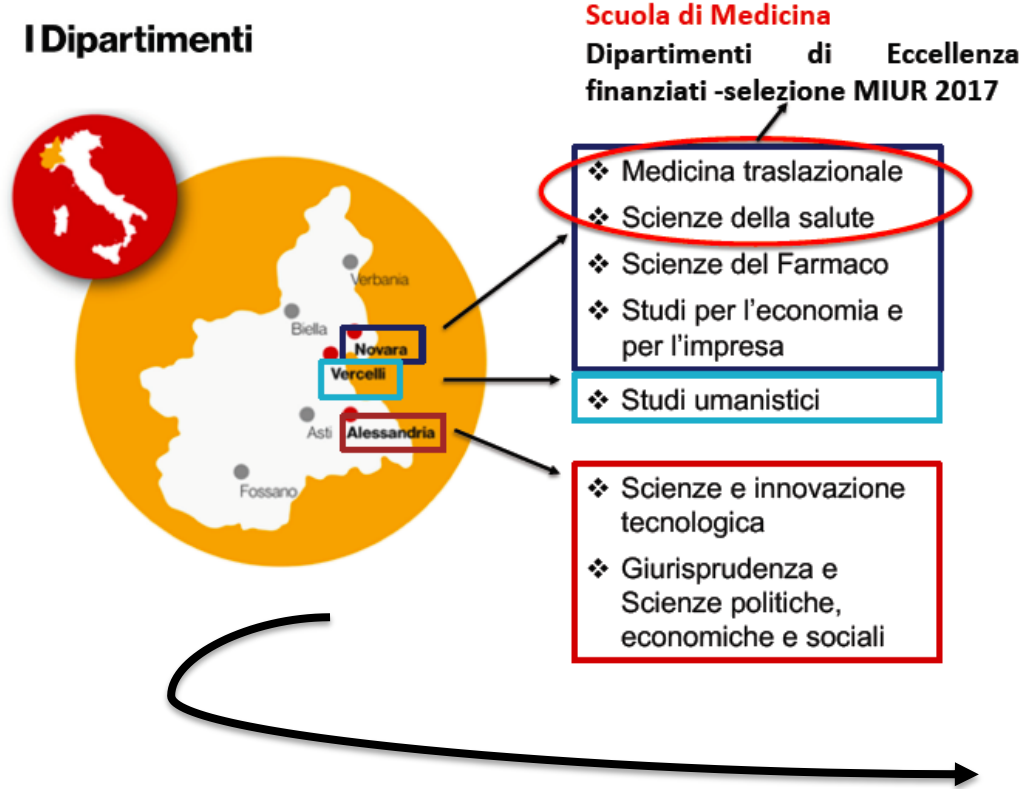 I Dipartimenti
Scuola di Medicina
Dipartimenti di Eccellenza
finanziati -selezione MIUR 2017
Verbania
Biella
Novara
Vercelli
Asti
Alessandria
Fossano
❖ Medicina traslazionale
❖ Scienze della salute
❖ Scienze del Farmaco
❖ Studi per l'economia e
per l'impresa
❖ Studi umanistici
❖ Scienze e innovazione
tecnologica
❖ Giurisprudenza e
Scienze politiche,
economiche e sociali